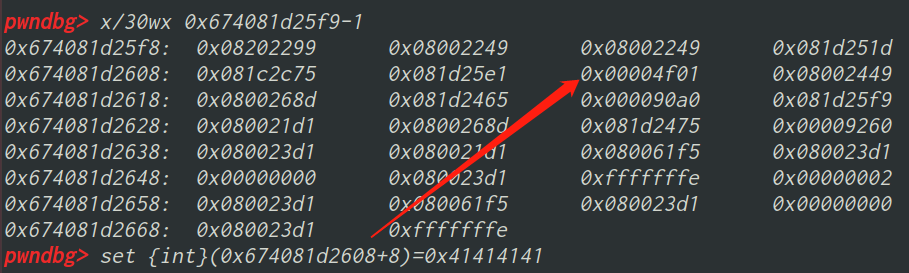 pwndbg> x/30wx 0x674081d25f9-1
0x674081d25f8: 0x08202299 0x08002249 0x08002249 0x081d251d
0x674081d2608: 0x081c2c75 0x081d25e1 0x00004f01 0x08002449
0x674081d2618: 0x0800268d 0x081d2465 0x000090a0 0x081d25f9
0x674081d2628: 0x080021d1 0x0800268d 0x081d2475 0x00009260
0x674081d2638: 0x080023d1 0x080021d1 0x080061f5 0x080023d1
0x674081d2648: 0x00000000 0x080023d1 0xfffffffe 0x00000002
0x674081d2658: 0x080061f5 0x080023d1 0x080023d1 0x00000000
0x674081d2668: 0x080023d1 0xfffffffe
pwndbg> set {int}(0x674081d2608+8)=0x41414141